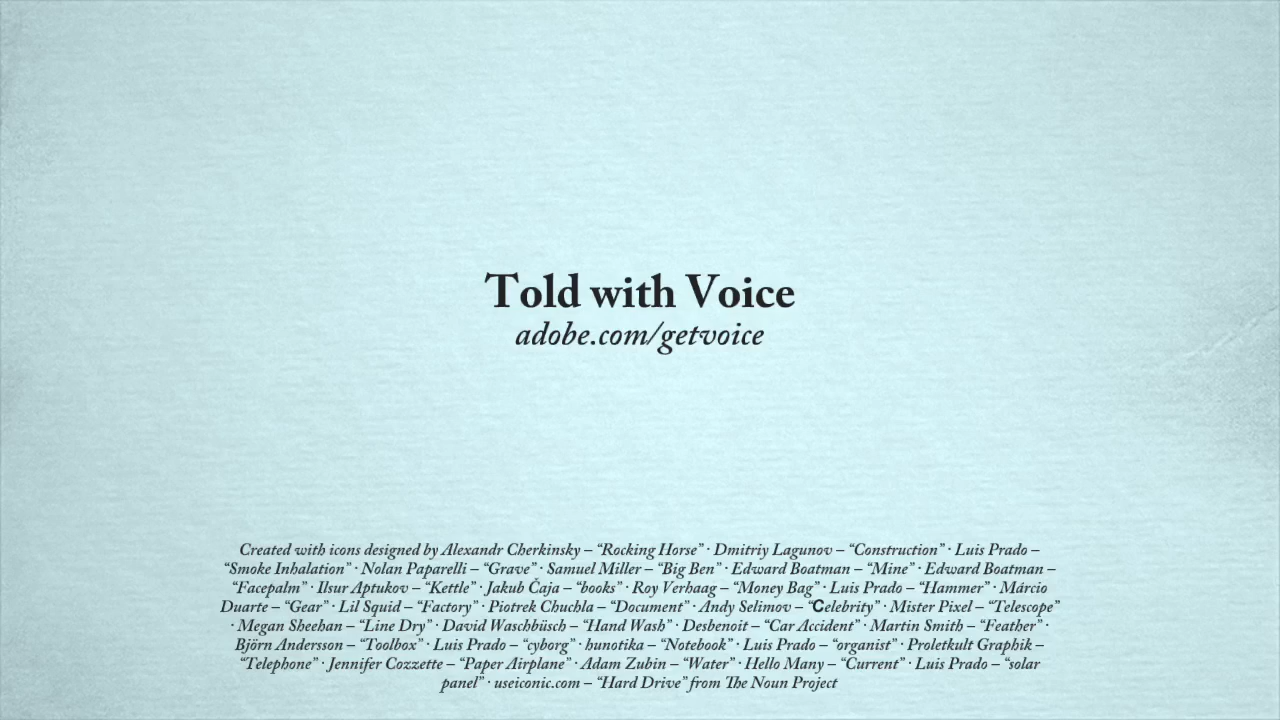 Told with Voice
adobe.com/getvoice
Created with icons designed by Alexandr Cherkinsky – “Rocking Horse” · Dmitriy Lagunov – “Construction” · Luis Prado –
“Smoke Inhalation” · Nolan Paparelli – “Grave” · Samuel Miller – “Big Ben” · Edward Boatman – “Mine” · Edward Boatman –
“Facepalm” · Ilsur Aptukov – “Kettle” · Jakub Čaja – “books” · Roy Verhaag – “Money Bag” · Luis Prado – “Hammer” · Márcio
Duarte – “Gear” · Lil Squid – “Factory” · Piotrek Chuchla – “Document” · Andy Selimov – “Сelebrity” · Mister Pixel – “Telescope”
· Megan Sheehan – “Line Dry” · David Waschbüsch – “Hand Wash” · Desbenoit – “Car Accident” · Martin Smith – “Feather” ·
Björn Andersson – “Toolbox” · Luis Prado – “cyborg” · hunotika – “Notebook” · Luis Prado – “organist” · Proletkult Graphik –
“Telephone” · Jennifer Cozzette – “Paper Airplane” · Adam Zubin – “Water” · Hello Many – “Current” · Luis Prado – “solar
panel” · useiconic.com – “Hard Drive” from The Noun Project